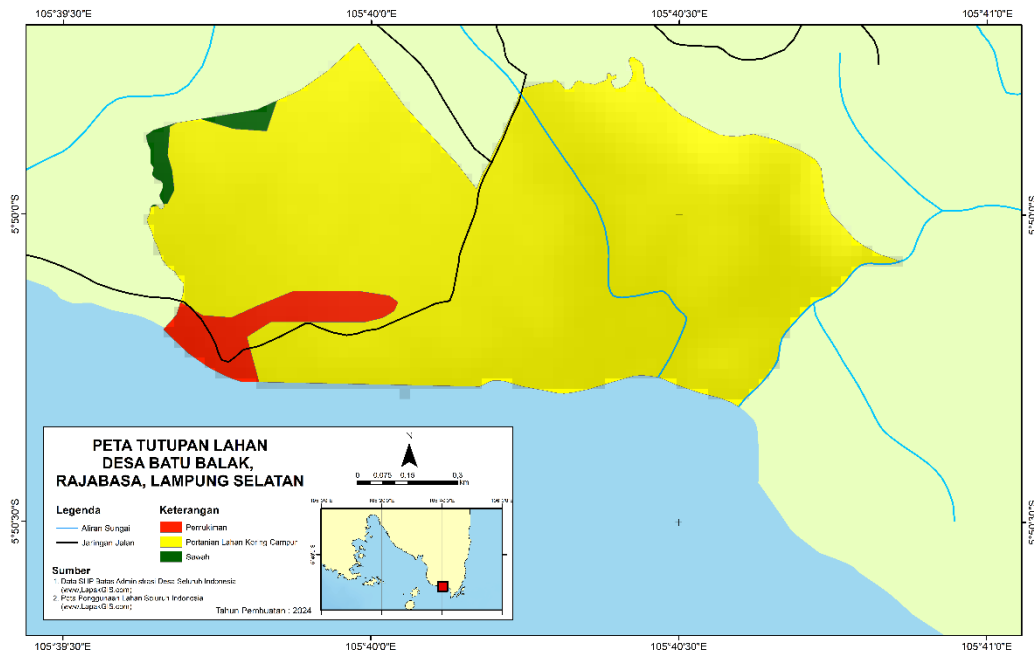 105°39'30"E 105°40'0"E 105°40'30"E 105°41'0"E
5°50'0"S 5°50'0"S
5°50'30"S 5°50'30"S
PETA TUTUPAN LAHAN
DESA BATU BALAK,
RAJABASA, LAMPUNG SELATAN
N
0 0,075 0,15 0,3
km
Legenda
Aliran Sungai
Jaringan Jalan
Keterangan
Permukiman
Pertanian Lahan Kering Campur
Sawah
Sumber
1. Data SHP Batas Administrasi Desa Seluruh Indonesia
(www.LapakGIS.com)
2. Peta Penggunaan Lahan Seluruh Indonesia
(www.LapakGIS.com)
Tahun Pembuatan : 2024
105°39'30"E 105°40'0"E 105°40'30"E 105°41'0"E